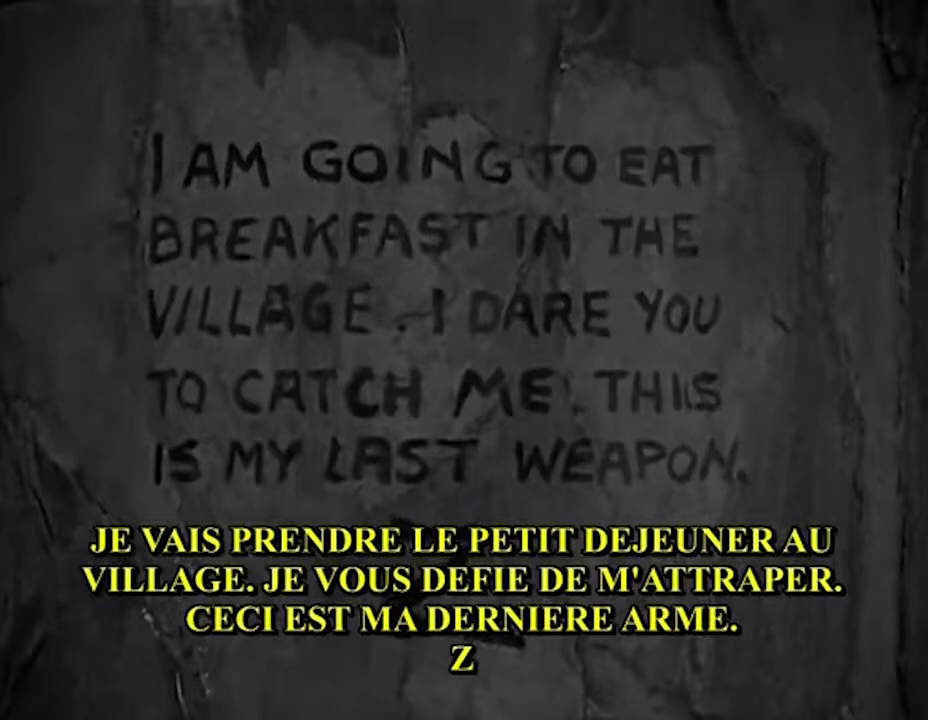 I AM GOING TO EAT
BREAKFAST IN THE
VILLAGE. I DARE YOU
TO CATCH ME. THIS
IS MY LAST WEAPON.
JE VAIS PRENDRE LE PETIT DEJEUNER AU
VILLAGE. JE VOUS DEFIE DE M'ATTRAPER.
CECI EST MA DERNIERE ARME.
Z